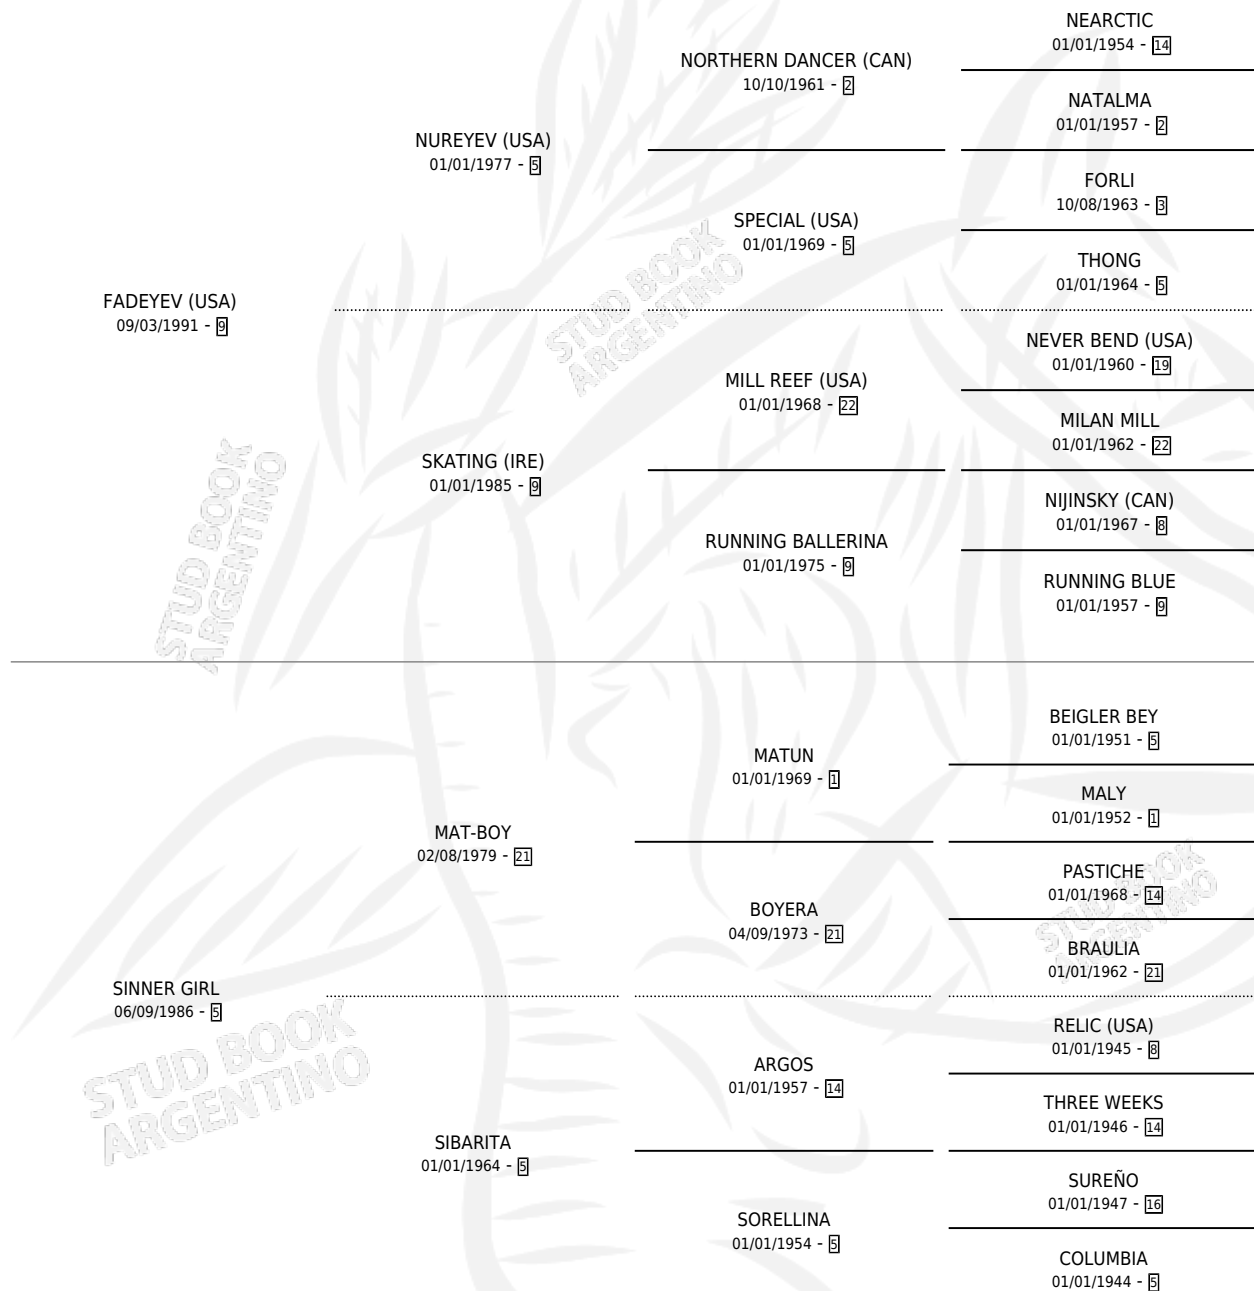 NEARCTIC
01/01/1954 - 14
NORTHERN DANCER (CAN)
10/10/1961 - 2
NATALMA
01/01/1957 - 2
NUREYEV (USA)
01/01/1977 - 5
FORLI
10/08/1963 - 3
SPECIAL (USA)
01/01/1969 - 5
THONG
01/01/1964 - 5
FADEYEV (USA)
09/03/1991 - 9
NEVER BEND (USA)
01/01/1960 - 19
MILL REEF (USA)
01/01/1968 - 22
MILAN MILL
01/01/1962 - 22
SKATING (IRE)
01/01/1985 - 9
NIJINSKY (CAN)
01/01/1967 - 8
RUNNING BALLERINA
01/01/1975 - 9
RUNNING BLUE
01/01/1957 - 9
BEIGLER BEY
01/01/1951 - 5
MATUN
01/01/1969 - 1
MALY
01/01/1952 - 1
MAT-BOY
02/08/1979 - 21
PASTICHE
01/01/1968 - 14
BOYERA
04/09/1973 - 21
BRAULIA
01/01/1962 - 21
SINNER GIRL
06/09/1986 - 5
RELIC (USA)
01/01/1945 - 8
ARGOS
01/01/1957 - 14
THREE WEEKS
01/01/1946 - 14
SIBARITA
01/01/1964 - 5
SUREÑO
01/01/1947 - 16
SORELLINA
01/01/1954 - 5
COLUMBIA
01/01/1944 - 5
STUD BOOK
ARGENTINO
STUD BOOK
ARGENTINO
STUD BOOK
ARGENTINO
STUD BOOK
ARGENTINO